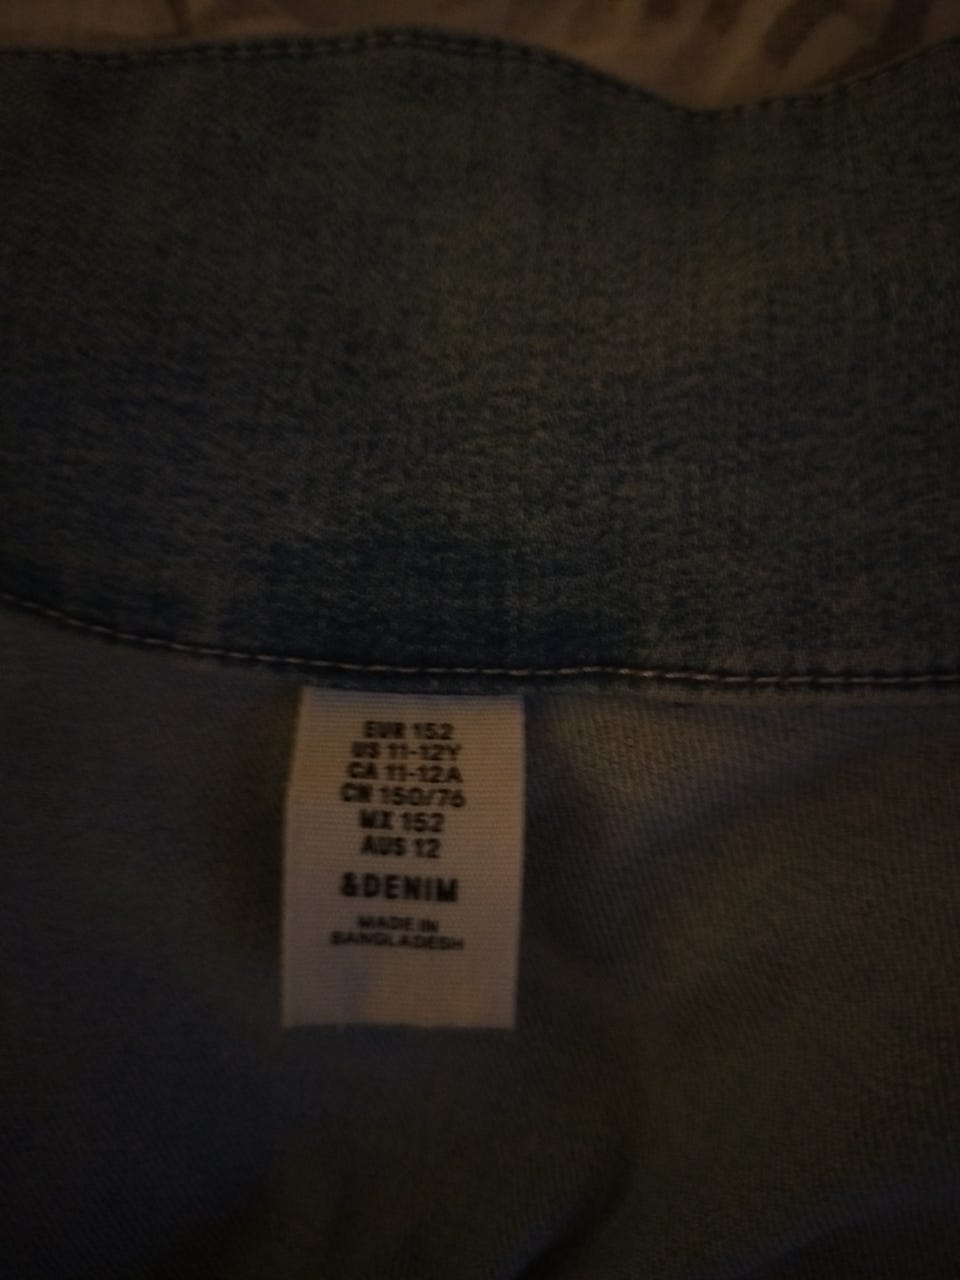 EUR 152
US 11-12Y
CA 11-12A
CN 150/76
MX 152
AUS 12
&DENIM
MADE IN
BANGLADESH